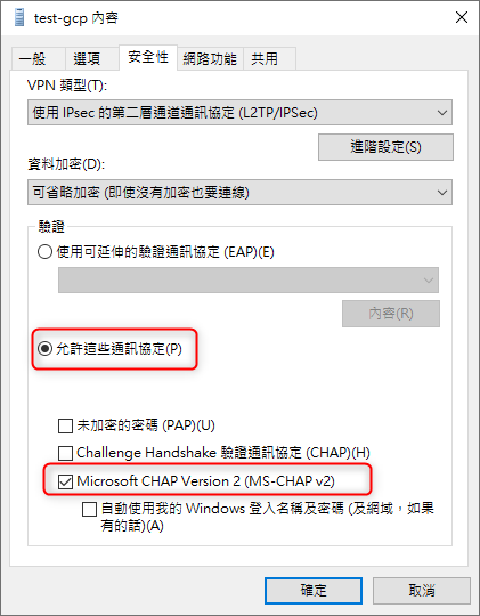 test-gcp 內容
一般 選項 安全性 網路功能 共用
VPN 類型(T):
使用 IPsec 的第二層通道通訊協定 (L2TP/IPSec)
進階設定(S)
資料加密(D):
可省略加密 (即使沒有加密也要連線)
驗證
使用可延伸的驗證通訊協定 (EAP)(E)
內容(R)
允許這些通訊協定(P)
未加密的密碼 (PAP)(U)
Challenge Handshake 驗證通訊協定 (CHAP)(H)
Microsoft CHAP Version 2 (MS-CHAP v2)
自動使用我的 Windows 登入名稱及密碼 (及網域，如果
有的話)(A)
確定 取消